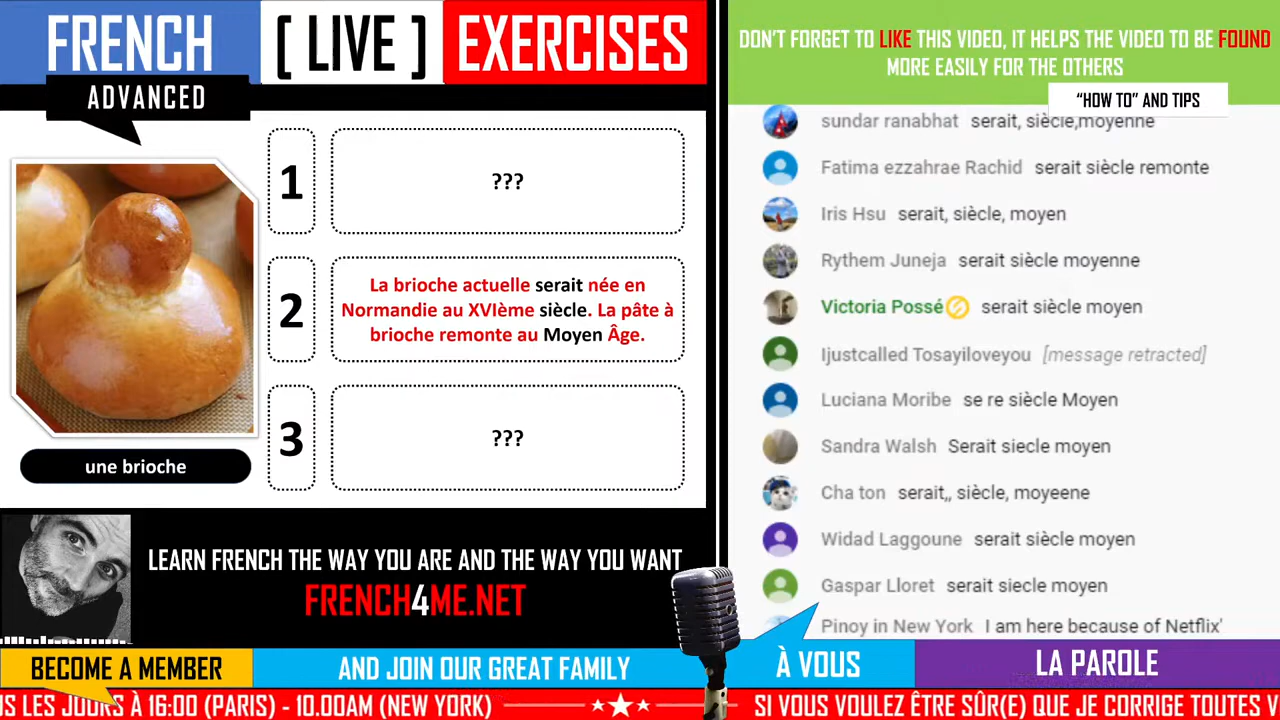 FRENCH [ LIVE ] EXERCISES
ADVANCED
1
???
2
La brioche actuelle serait née en
Normandie au XVIème siècle. La pâte à
brioche remonte au Moyen Âge.
3
???
une brioche
LEARN FRENCH THE WAY YOU ARE AND THE WAY YOU WANT
FRENCH4ME.NET
BECOME A MEMBER
AND JOIN OUR GREAT FAMILY
DON'T FORGET TO LIKE THIS VIDEO, IT HELPS THE VIDEO TO BE FOUND
MORE EASILY FOR THE OTHERS
"HOW TO" AND TIPS
sundar ranabhat serait, siècle,moyenne
Fatima ezzahrae Rachid serait siècle remonte
Iris Hsu serait, siècle, moyen
Rythem Juneja serait siècle moyenne
Victoria Possé serait siècle moyen
Ijustcalled Tosayiloveyou [message retracted]
Luciana Moribe se re siècle Moyen
Sandra Walsh Serait siecle moyen
Cha ton serait,, siècle, moyeene
Widad Laggoune serait siècle moyen
Gaspar Lloret serait siecle moyen
Pinoy in New York I am here because of Netflix'
À VOUS
LA PAROLE
US LES JOURS À 16:00 (PARIS) - 10.00AM (NEW YORK)
SI VOUS VOULEZ ÊTRE SÛR(E) QUE JE CORRIGE TOUTES V